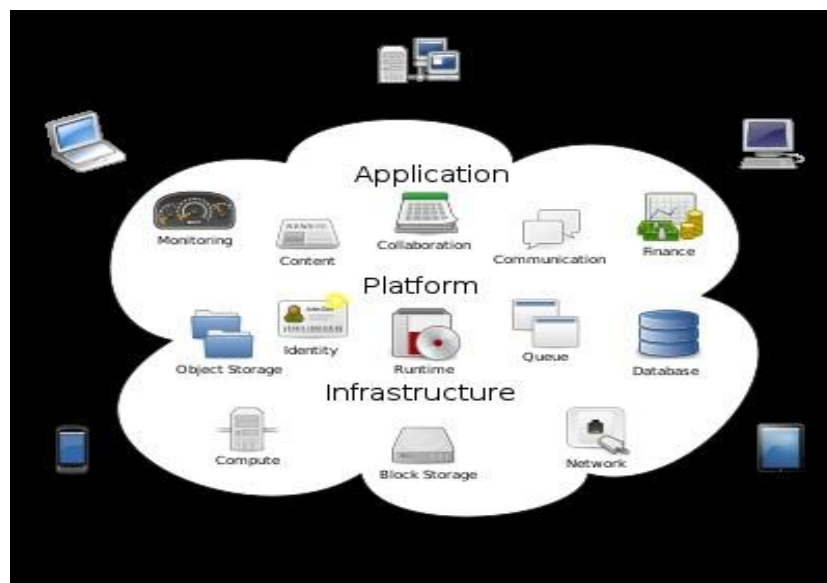 Application
Monitoring
Content
Collaboration
Communication
Finance
Platform
Object Storage
Identity
Runtime
Queue
Database
Infrastructure
Compute
Block Storage
Network